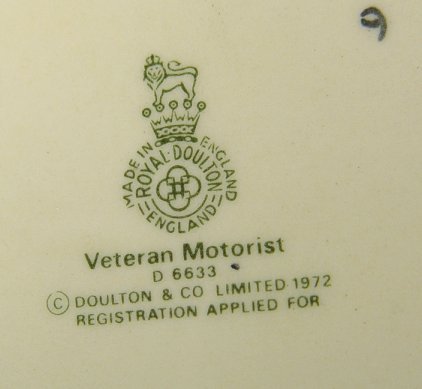 9
MADE IN ENGLAND
ROYAL·DOULTON
ENGLAND
Veteran Motorist
D 6633
© DOULTON & CO LIMITED 1972
REGISTRATION APPLIED FOR